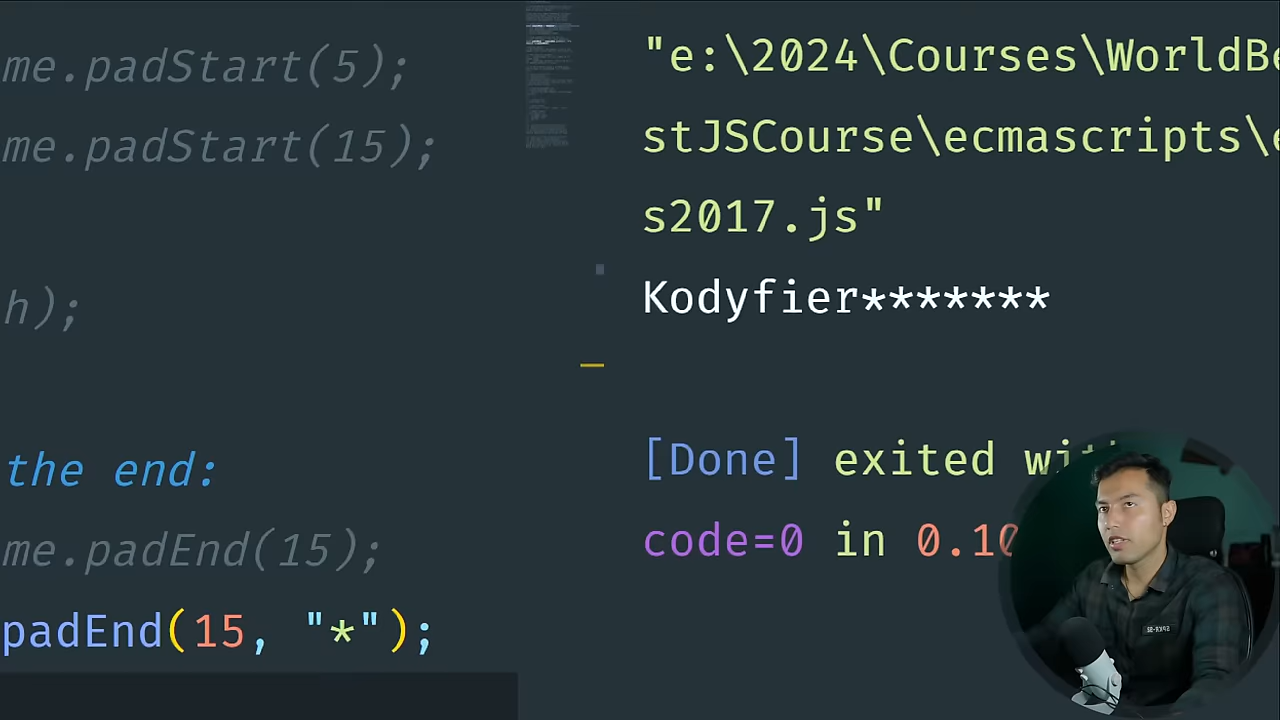 me.padStart(5);
me.padStart(15);
h);
the end:
me.padEnd(15);
padEnd(15, "*");
"e:\2024\Courses\WorldBe
stJSCourse\ecmascripts\e
s2017.js"
Kodyfier*******
[Done] exited with
code=0 in 0.10